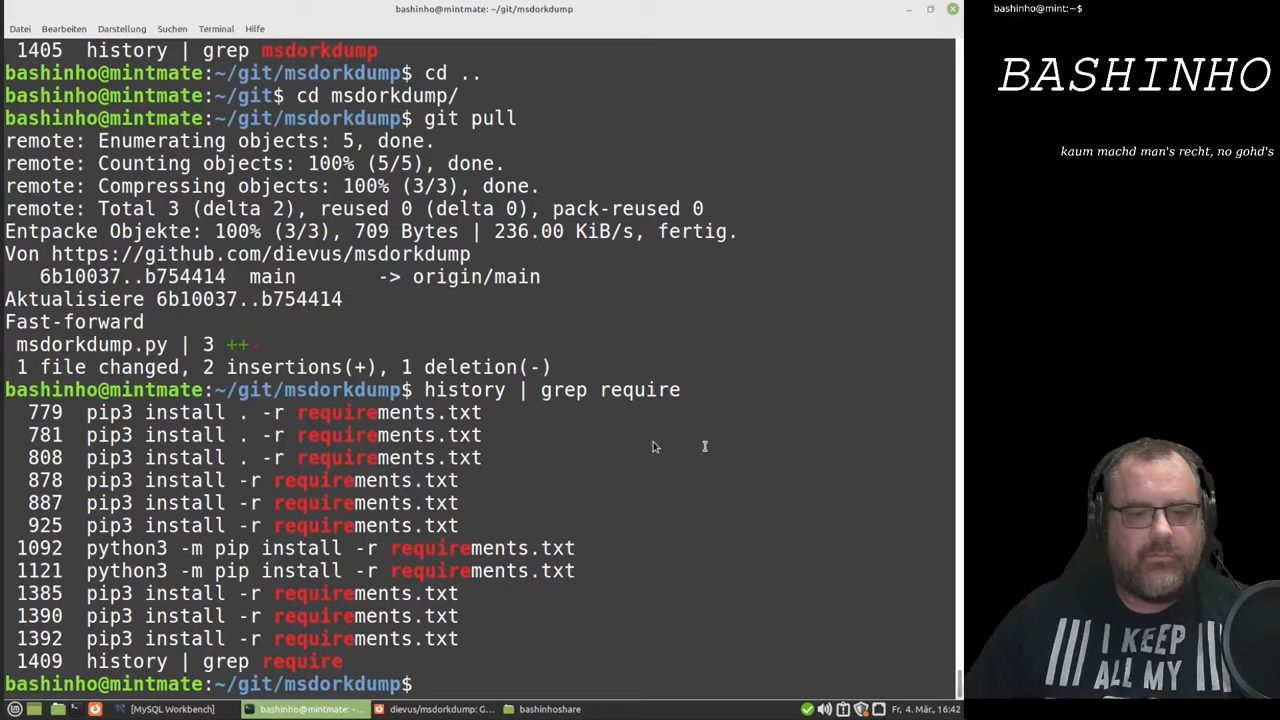 bashinho@mintmate:~/git/msdorkdump
Datei Bearbeiten Darstellung Suchen Terminal Hilfe
1405 history | grep msdorkdump
bashinho@mintmate:~/git/msdorkdump$ cd ..
bashinho@mintmate:~/git$ cd msdorkdump/
bashinho@mintmate:~/git/msdorkdump$ git pull
remote: Enumerating objects: 5, done.
remote: Counting objects: 100% (5/5), done.
remote: Compressing objects: 100% (3/3), done.
remote: Total 3 (delta 2), reused 0 (delta 0), pack-reused 0
Entpacke Objekte: 100% (3/3), 709 Bytes | 236.00 KiB/s, fertig.
Von https://github.com/dievus/msdorkdump
6b10037..b754414 main -> origin/main
Aktualisiere 6b10037..b754414
Fast-forward
msdorkdump.py | 3 ++-
1 file changed, 2 insertions(+), 1 deletion(-)
bashinho@mintmate:~/git/msdorkdump$ history | grep require
779 pip3 install . -r requirements.txt
781 pip3 install . -r requirements.txt
808 pip3 install . -r requirements.txt
878 pip3 install -r requirements.txt
887 pip3 install -r requirements.txt
925 pip3 install -r requirements.txt
1092 python3 -m pip install -r requirements.txt
1121 python3 -m pip install -r requirements.txt
1385 pip3 install -r requirements.txt
1390 pip3 install -r requirements.txt
1392 pip3 install -r requirements.txt
1409 history | grep require
bashinho@mintmate:~/git/msdorkdump$
[MySQL Workbench]
bashinho@mintmate: ~...
dievus/msdorkdump: G...
bashinhoshare
Fr, 4. Mär., 16:42
bashinho@mint:~$
BASHINHO
kaum machd man's recht, no gohd's
I KEEP
ALL MY